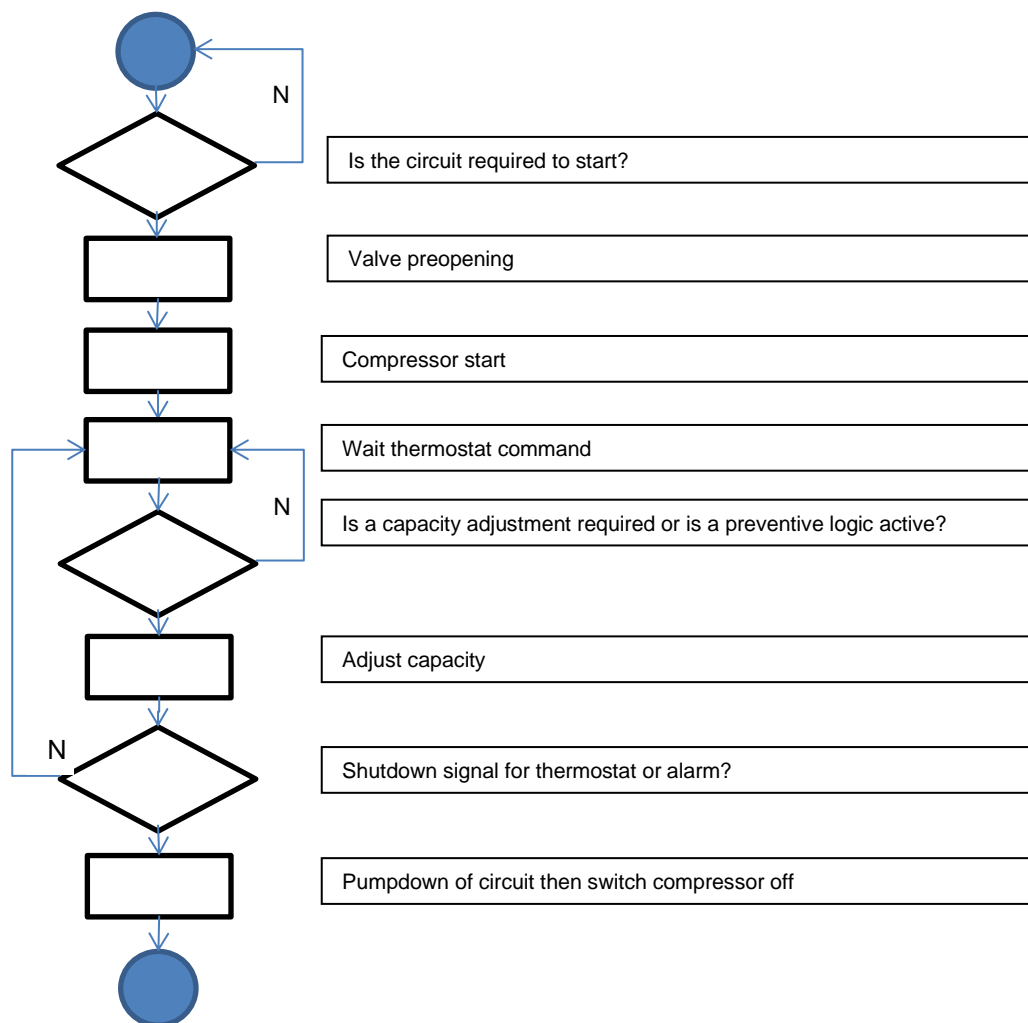 N
Is the circuit required to start?
Valve preopening
Compressor start
Wait thermostat command
N
Is a capacity adjustment required or is a preventive logic active?
Adjust capacity
N
Shutdown signal for thermostat or alarm?
Pumpdown of circuit then switch compressor off